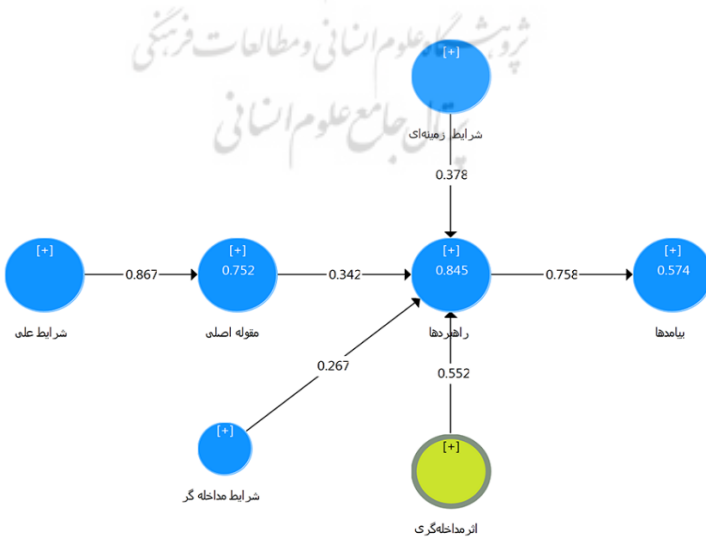 پژوهشگاه علوم انسانی و مطالعات فرهنگی
پرتال جامع علوم انسانی
[+]
شرایط زمینه‌ای
0.378
[+]
[+]
0.752
[+]
0.845
[+]
0.574
0.867
0.342
0.758
شرایط علی
مقوله اصلی
راهبردها
پیامدها
0.267
0.552
[+]
[+]
شرایط مداخله گر
اثرمداخله‌گری